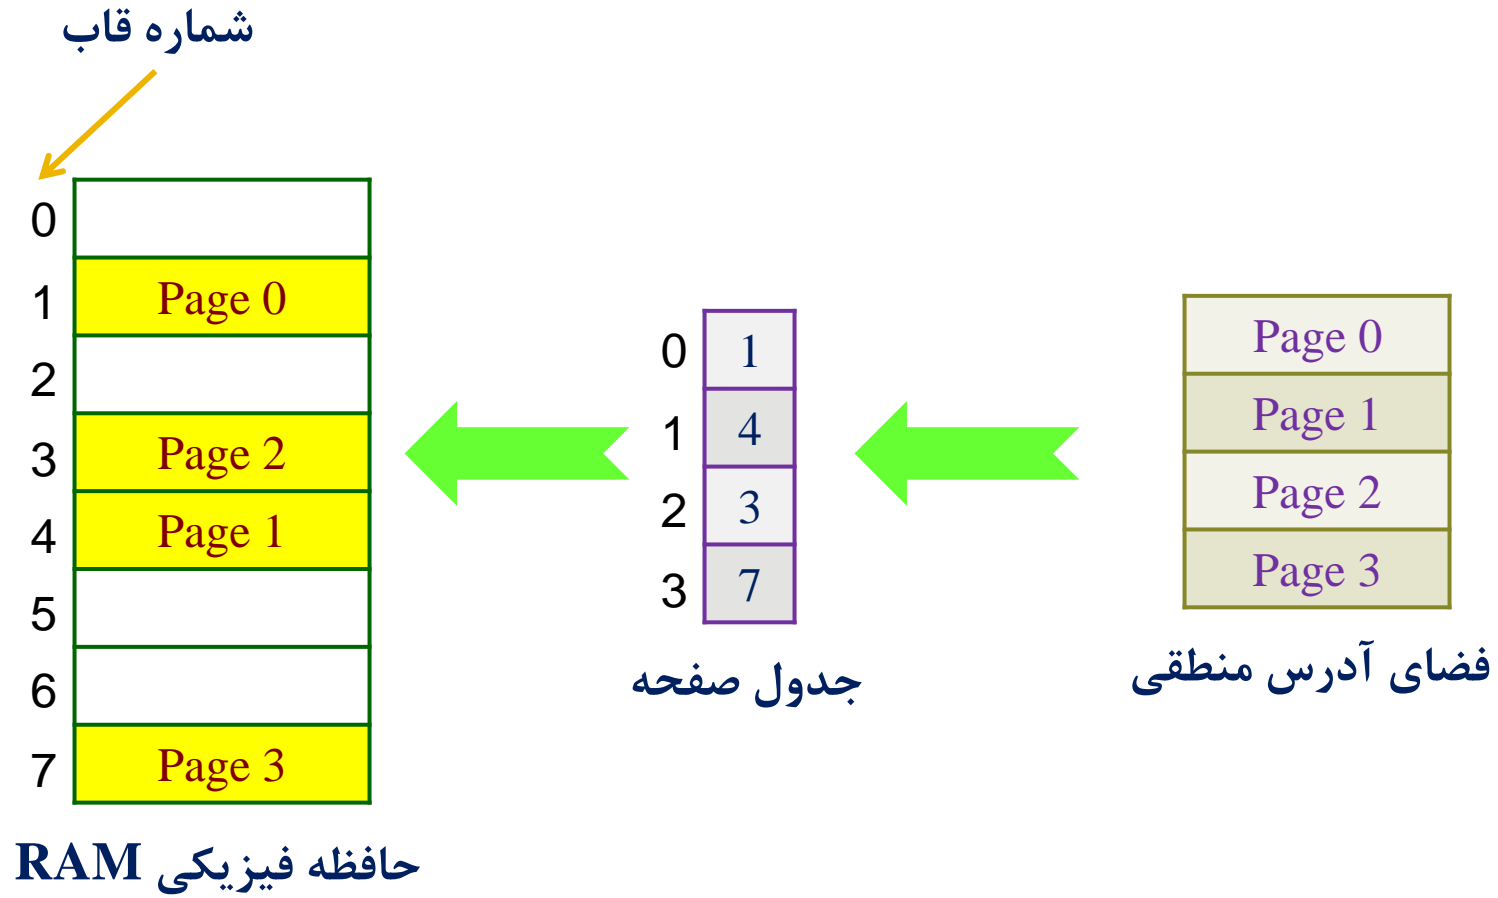 شماره قاب
0
1 Page 0
2
3 Page 2
4 Page 1
5
6
7 Page 3
حافظه فیزیکی RAM
0 1
1 4
2 3
3 7
جدول صفحه
Page 0
Page 1
Page 2
Page 3
فضای آدرس منطقی